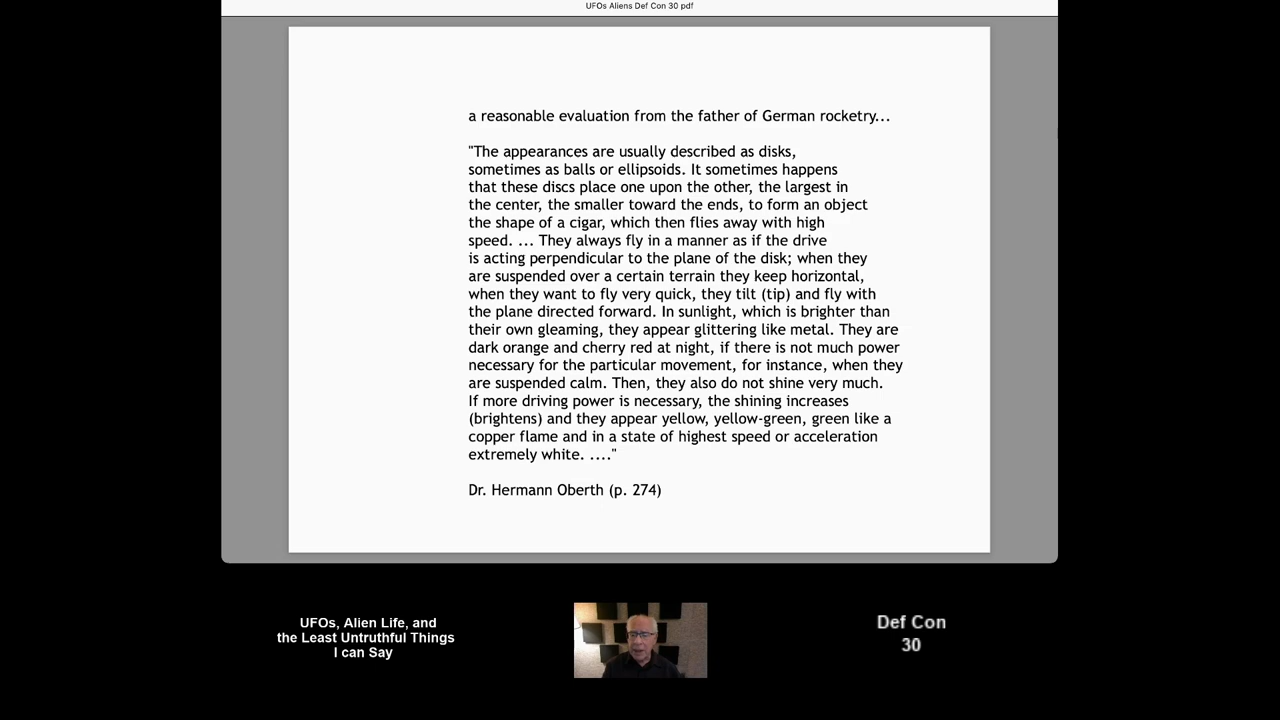 UFOs Aliens Def Con 30 pdf
a reasonable evaluation from the father of German rocketry...
"The appearances are usually described as disks,
sometimes as balls or ellipsoids. It sometimes happens
that these discs place one upon the other, the largest in
the center, the smaller toward the ends, to form an object
the shape of a cigar, which then flies away with high
speed. ... They always fly in a manner as if the drive
is acting perpendicular to the plane of the disk; when they
are suspended over a certain terrain they keep horizontal,
when they want to fly very quick, they tilt (tip) and fly with
the plane directed forward. In sunlight, which is brighter than
their own gleaming, they appear glittering like metal. They are
dark orange and cherry red at night, if there is not much power
necessary for the particular movement, for instance, when they
are suspended calm. Then, they also do not shine very much.
If more driving power is necessary, the shining increases
(brightens) and they appear yellow, yellow-green, green like a
copper flame and in a state of highest speed or acceleration
extremely white. ...."
Dr. Hermann Oberth (p. 274)
UFOs, Alien Life, and
the Least Untruthful Things
I can Say
Def Con
30